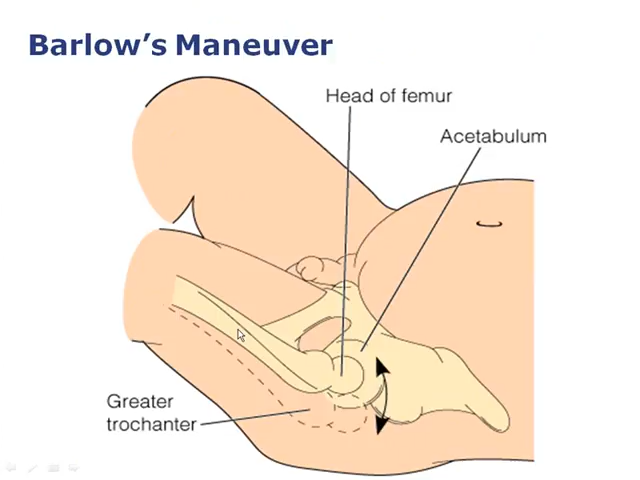 Barlow’s Maneuver
Head of femur
Acetabulum
Greater
trochanter